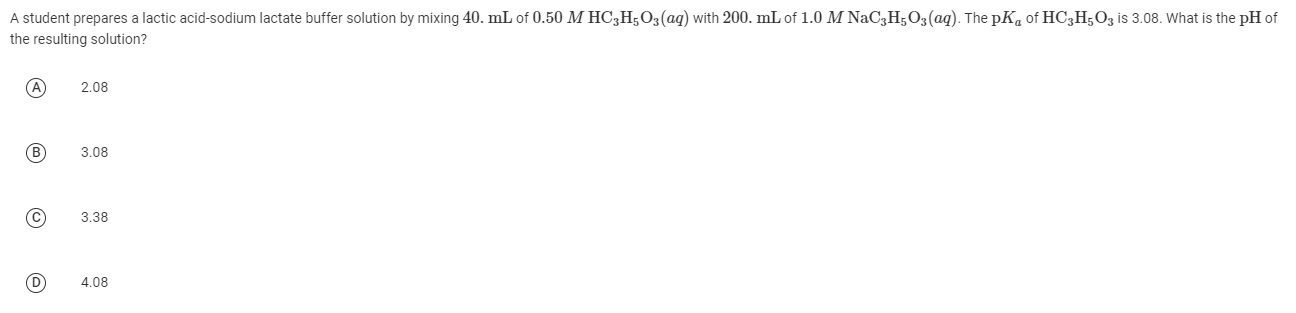 A student prepares a lactic acid-sodium lactate buffer solution by mixing 40. mL of 0.50 M HC₃H₅O₃(aq) with 200. mL of 1.0 M NaC₃H₅O₃(aq). The pKₐ of HC₃H₅O₃ is 3.08. What is the pH of
the resulting solution?
A 2.08
B 3.08
C 3.38
D 4.08